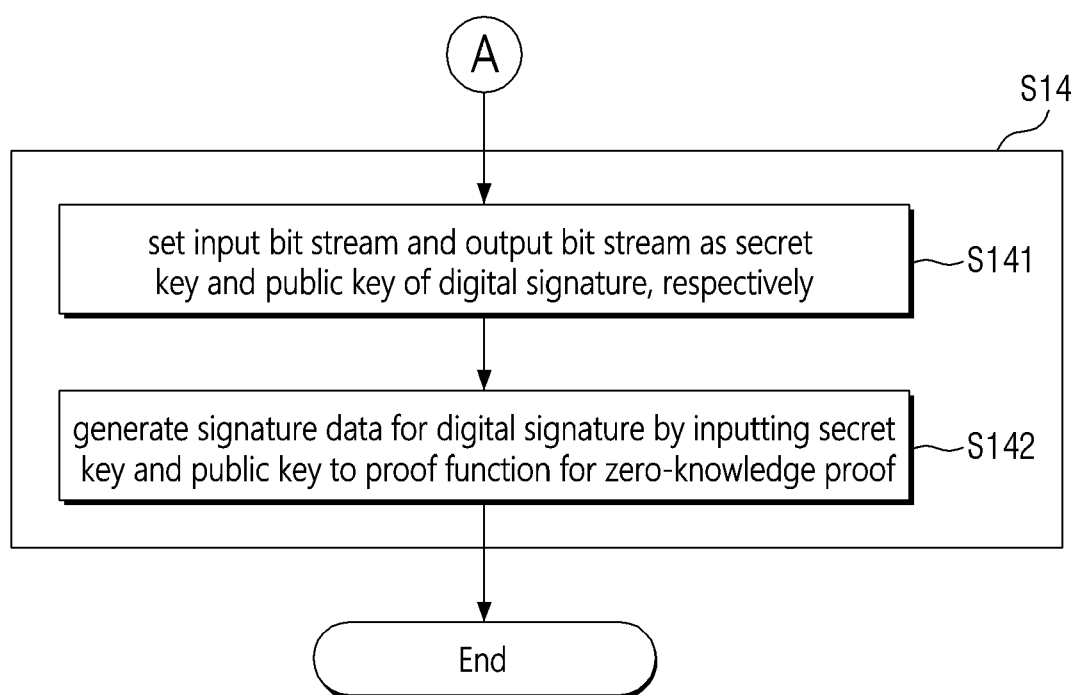 A
S14
set input bit stream and output bit stream as secret
key and public key of digital signature, respectively
S141
generate signature data for digital signature by inputting secret
key and public key to proof function for zero-knowledge proof
S142
End